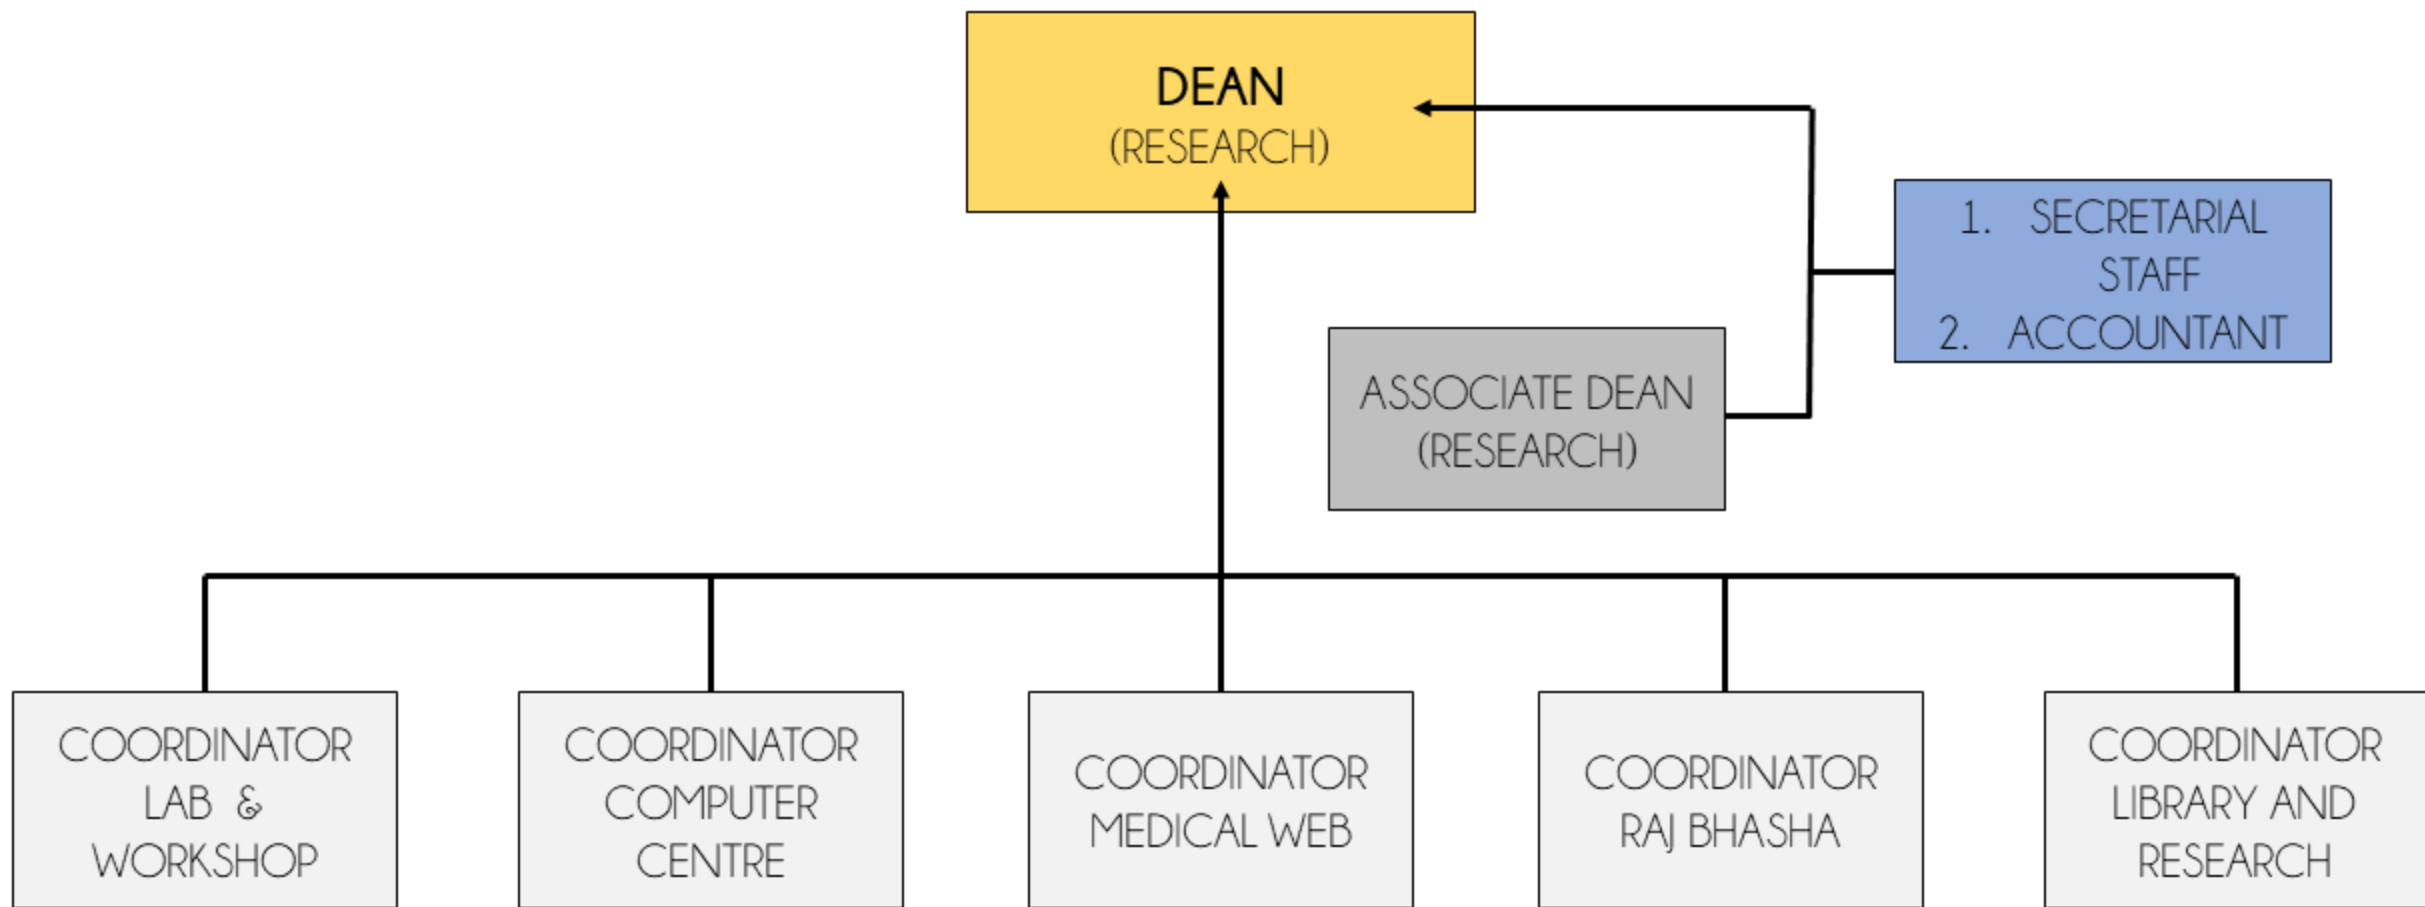 DEAN
(RESEARCH)
1. SECRETARIAL
STAFF
2. ACCOUNTANT
ASSOCIATE DEAN
(RESEARCH)
COORDINATOR
LAB &
WORKSHOP
COORDINATOR
COMPUTER
CENTRE
COORDINATOR
MEDICAL WEB
COORDINATOR
RAJ BHASHA
COORDINATOR
LIBRARY AND
RESEARCH